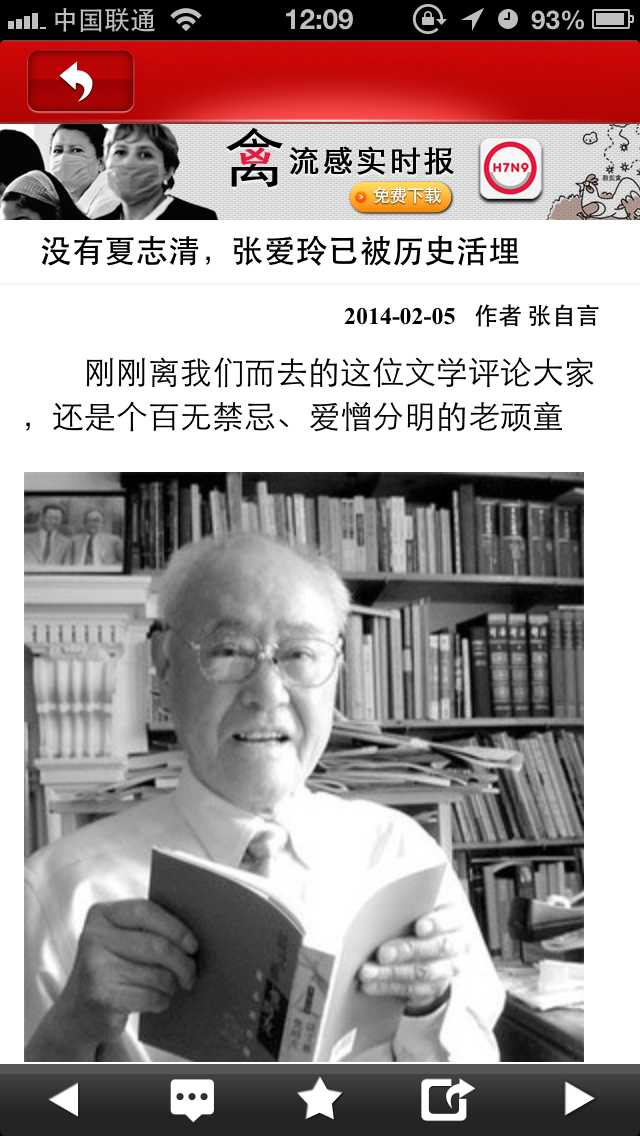 中国联通
12:09
93%
禽流感实时报
免费下载
H7N9
没有夏志清，张爱玲已被历史活埋
2014-02-05 作者 张自言
刚刚离我们而去的这位文学评论大家
，还是个百无禁忌、爱憎分明的老顽童